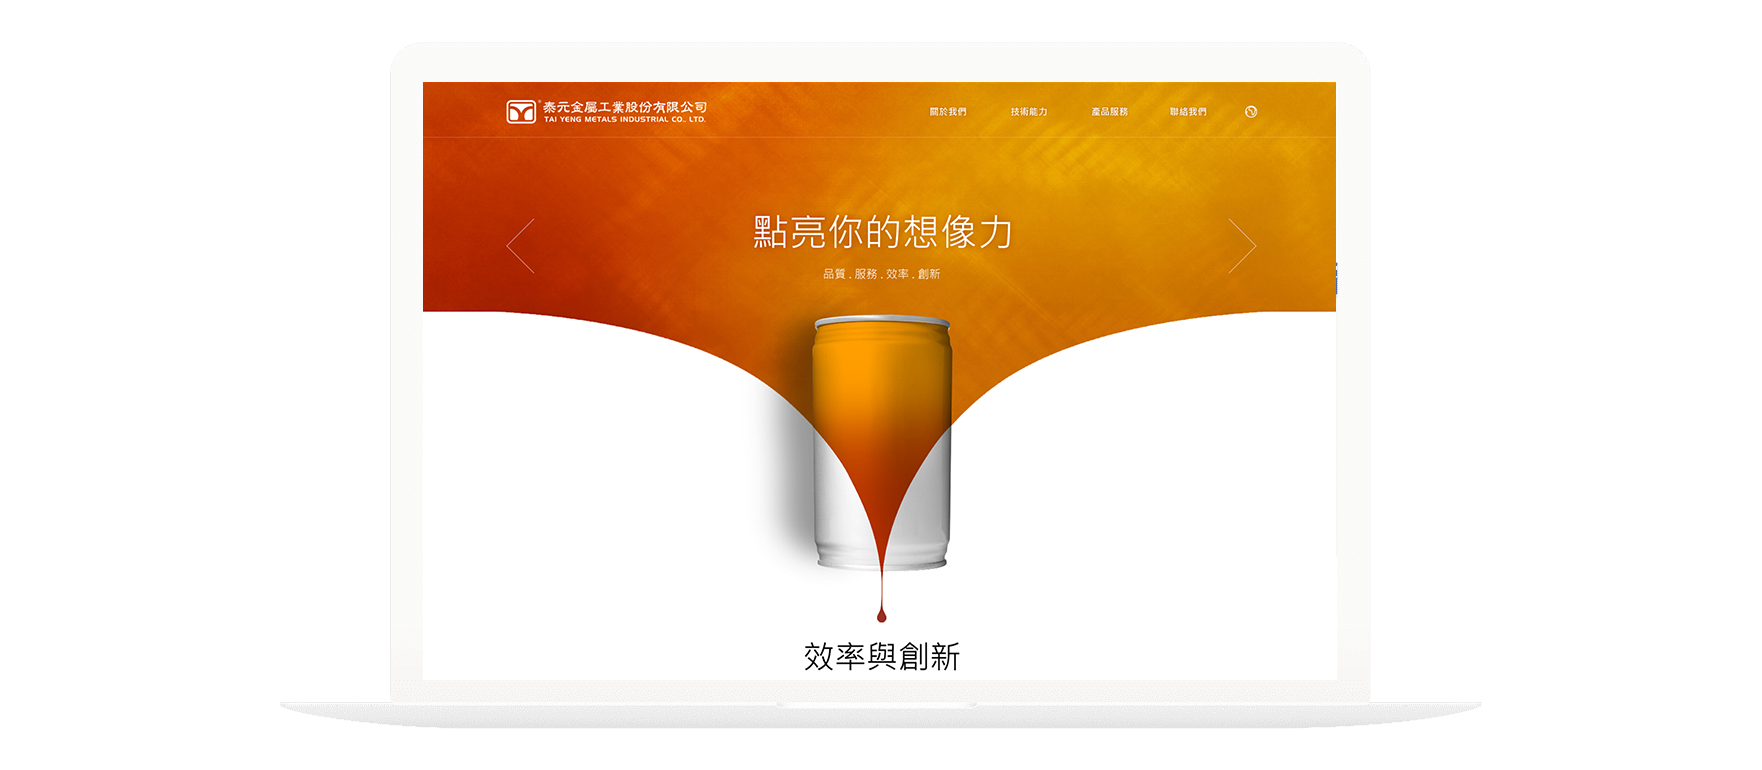 泰元金屬工業股份有限公司
TAI YENG METALS INDUSTRIAL CO., LTD.
關於我們 技術能力 產品服務 聯絡我們
點亮你的想像力
品質 . 服務 . 效率 . 創新
效率與創新